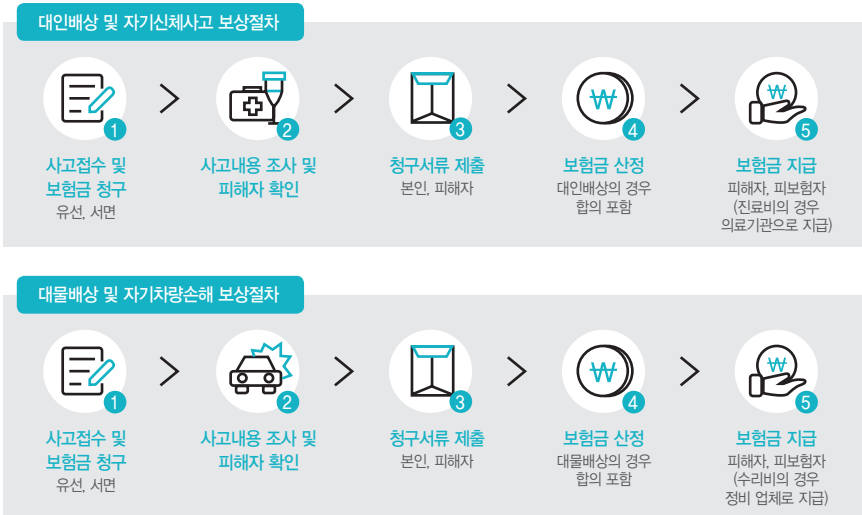 대인배상 및 자기신체사고 보상절차
1
사고접수 및
보험금 청구
유선, 서면
2
사고내용 조사 및
피해자 확인
3
청구서류 제출
본인, 피해자
₩
4
보험금 산정
대인배상의 경우
합의 포함
₩
5
보험금 지급
피해자, 피보험자
(진료비의 경우
의료기관으로 지급)
대물배상 및 자기차량손해 보상절차
1
사고접수 및
보험금 청구
유선, 서면
2
사고내용 조사 및
피해자 확인
3
청구서류 제출
본인, 피해자
₩
4
보험금 산정
대물배상의 경우
합의 포함
₩
5
보험금 지급
피해자, 피보험자
(수리비의 경우
정비 업체로 지급)